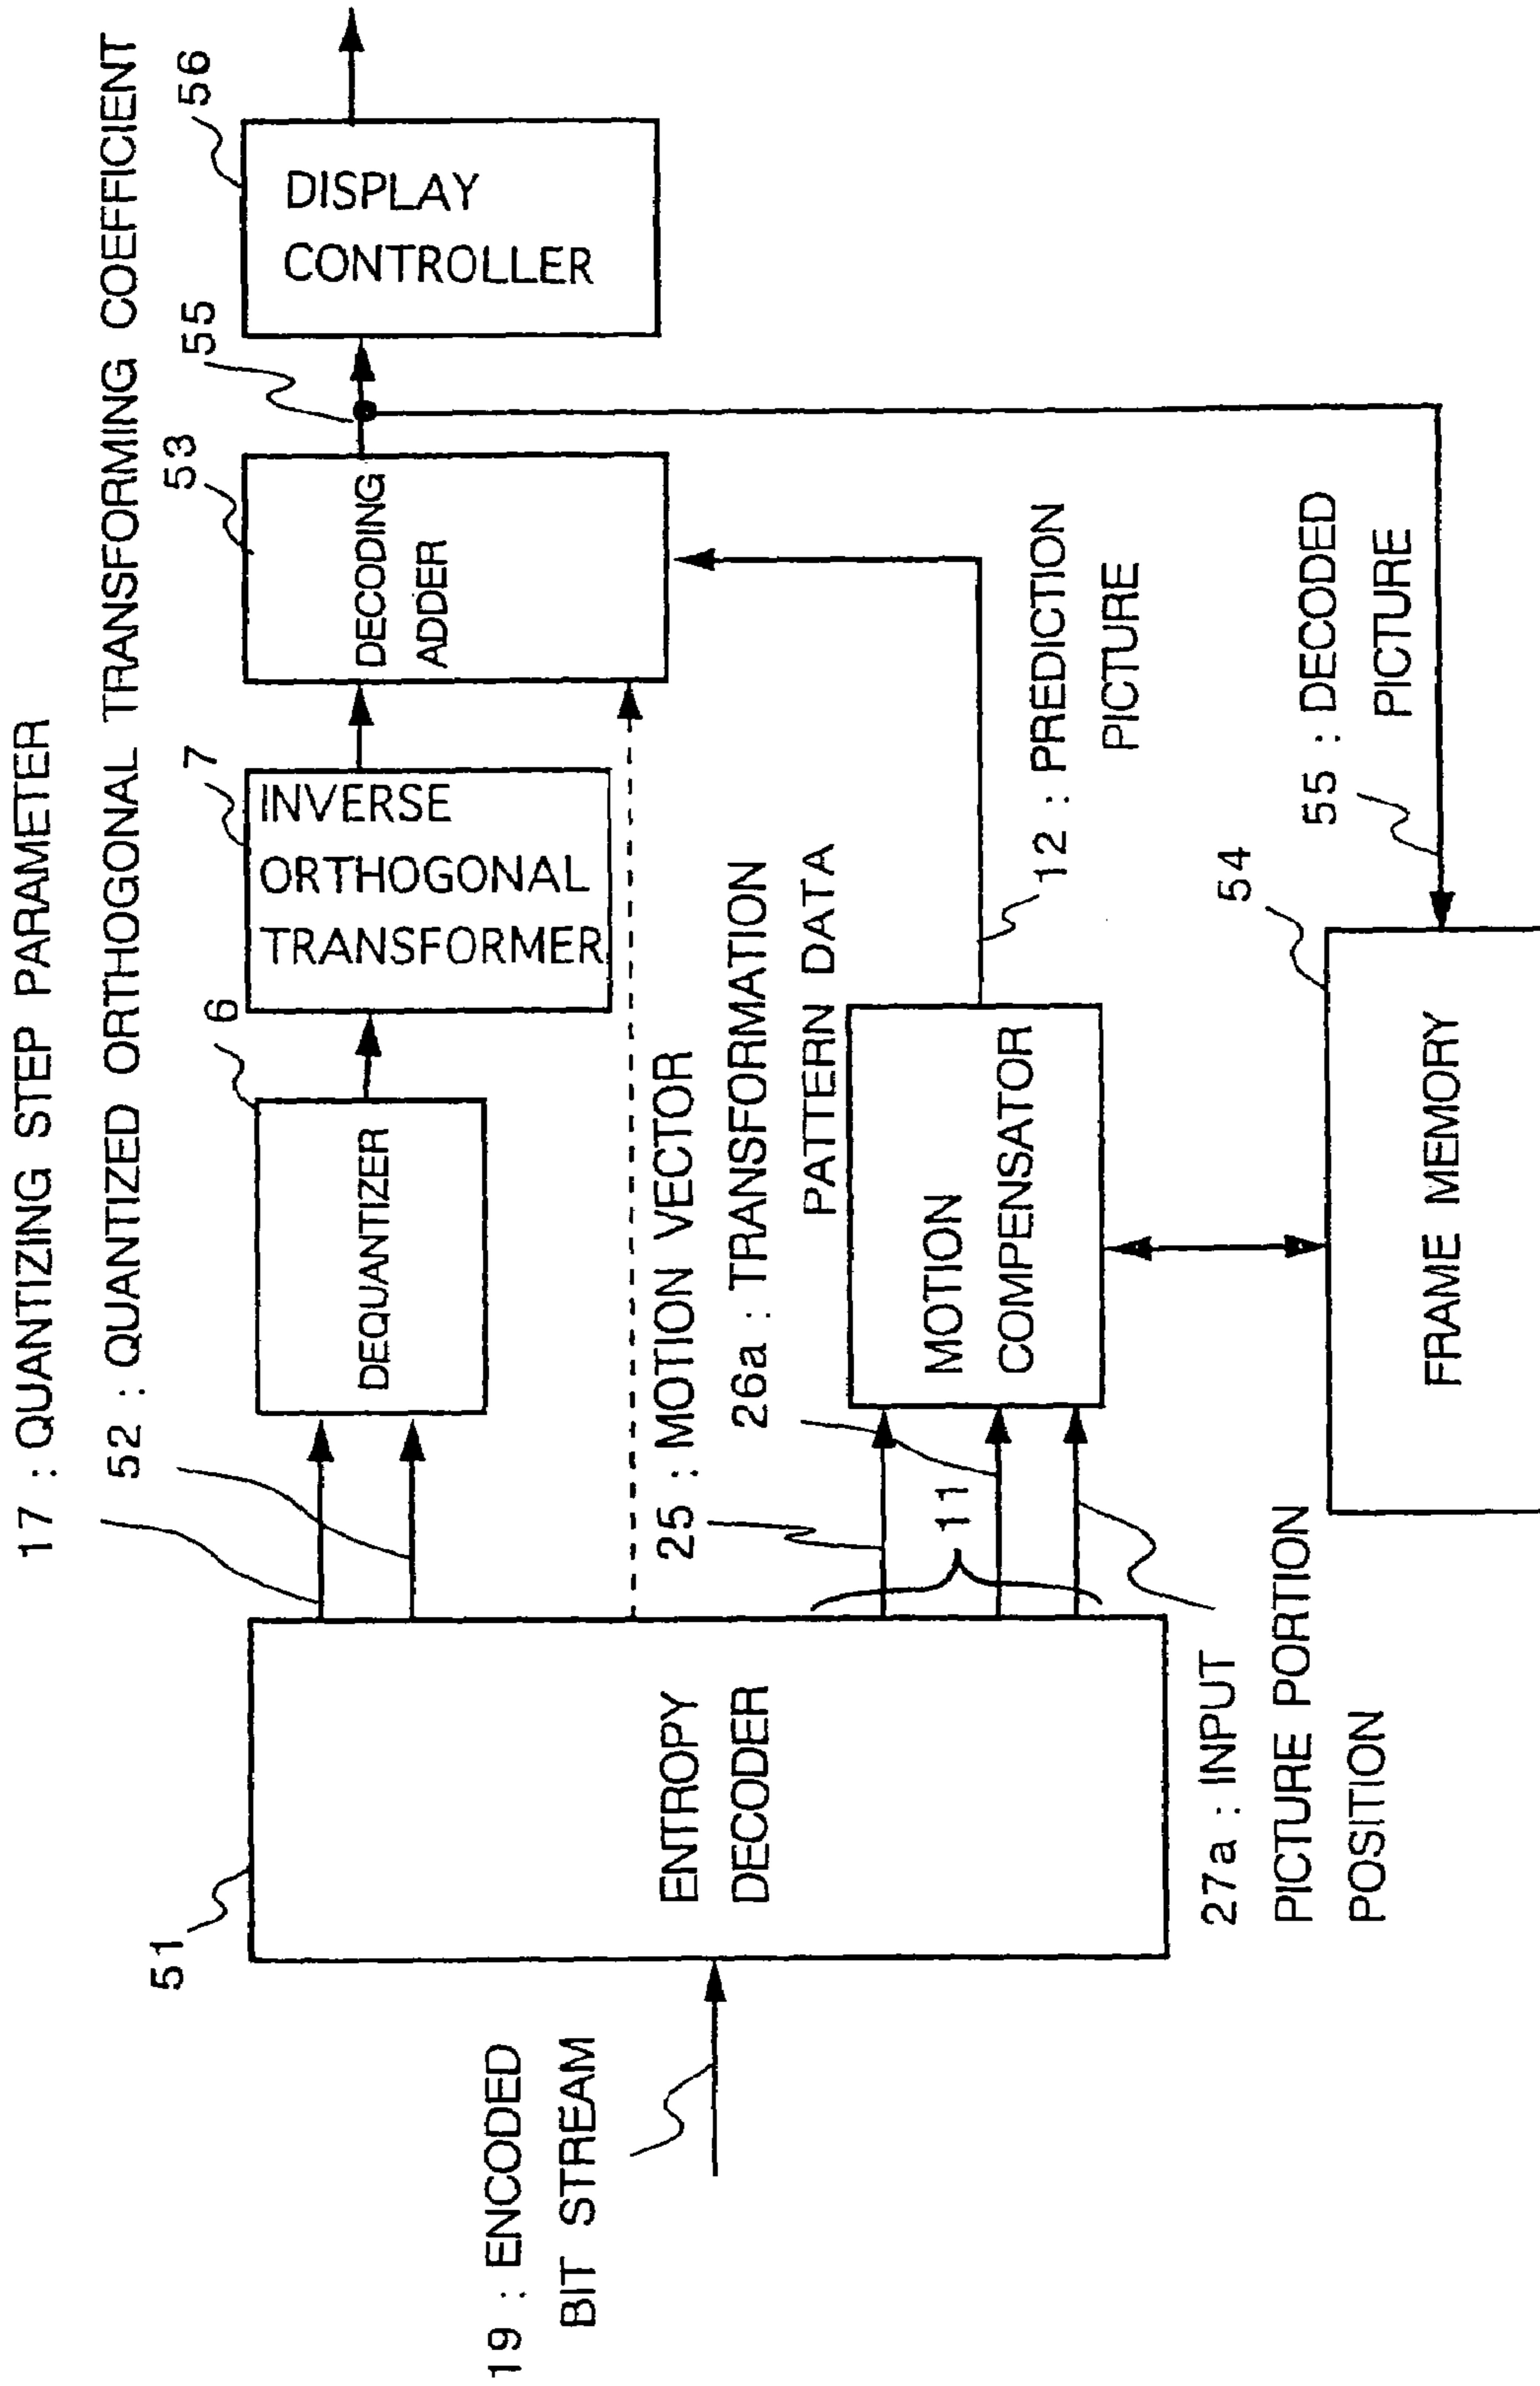 17 : QUANTIZING STEP PARAMETER
52 : QUANTIZED ORTHOGONAL TRANSFORMING COEFFICIENT
51
6
7
53
55
56
DEQUANTIZER
INVERSE
ORTHOGONAL
TRANSFORMER
DECODING
ADDER
DISPLAY
CONTROLLER
19 : ENCODED
BIT STREAM
ENTROPY
DECODER
25 : MOTION VECTOR
26a : TRANSFORMATION
PATTERN DATA
11
MOTION
COMPENSATOR
12 : PREDICTION
PICTURE
27a : INPUT
PICTURE PORTION
POSITION
54
55 : DECODED
PICTURE
FRAME MEMORY